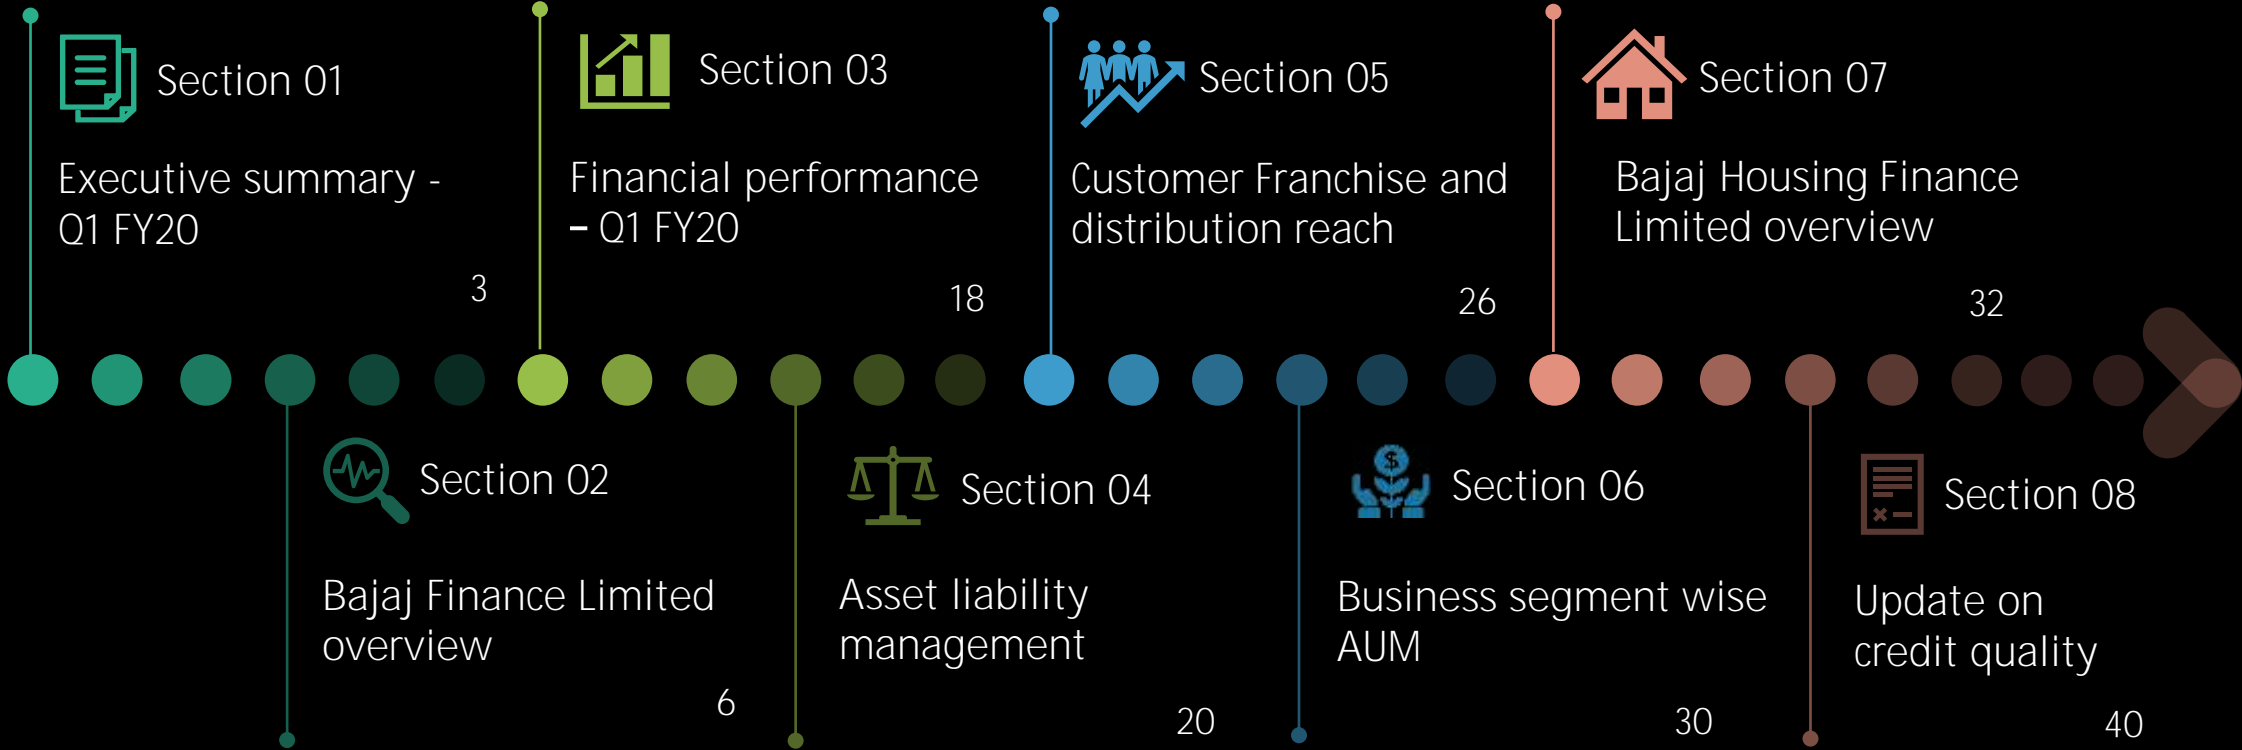 Section 01
Executive summary -
Q1 FY20
3
Section 02
Bajaj Finance Limited
overview
6
Section 03
Financial performance
– Q1 FY20
18
Section 04
Asset liability
management
20
Section 05
Customer Franchise and
distribution reach
26
Section 06
$
Business segment wise
AUM
30
Section 07
Bajaj Housing Finance
Limited overview
32
Section 08
Update on
credit quality
40